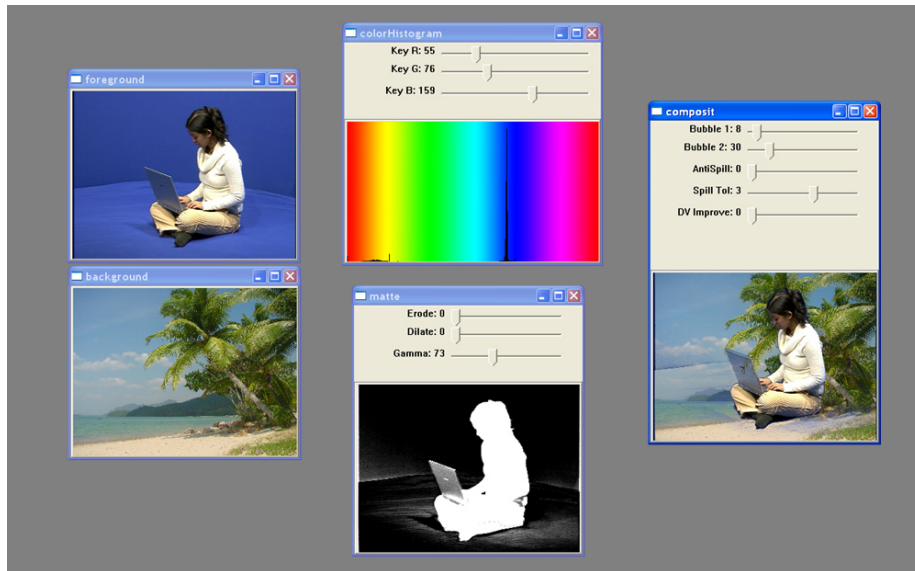 foreground
background
colorHistogram
Key R: 55
Key G: 76
Key B: 159
matte
Erode: 0
Dilate: 0
Gamma: 73
composit
Bubble 1: 8
Bubble 2: 30
AntiSpill: 0
Spill Tol: 3
DV Improve: 0